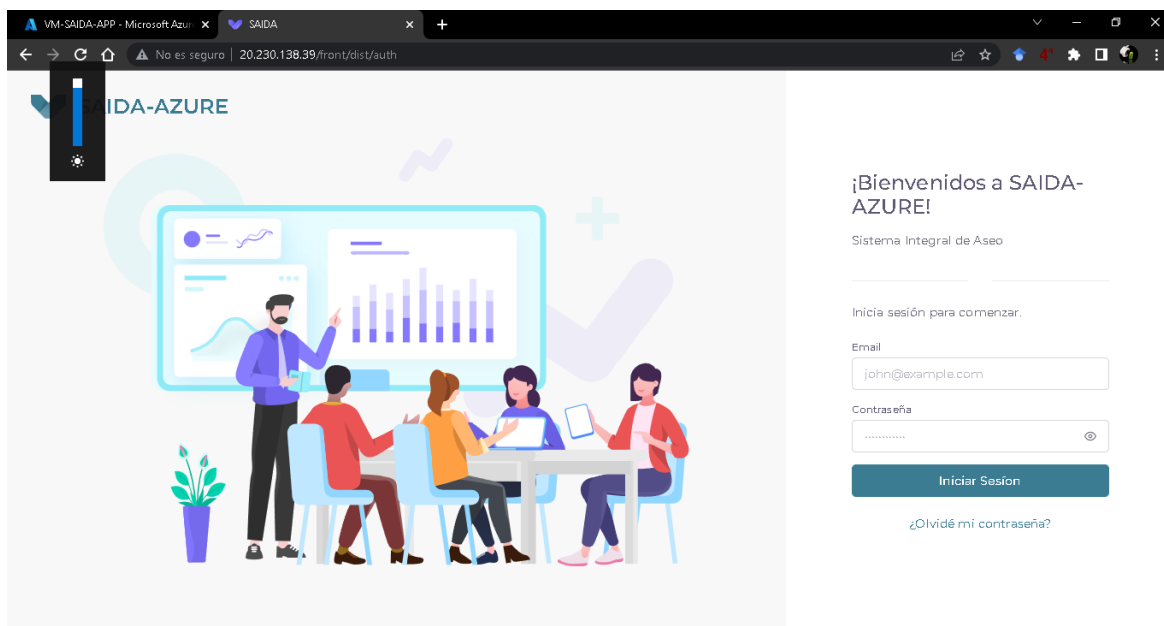 VM-SAIDA-APP - Microsoft Azur
SAIDA
No es seguro | 20.230.138.39/front/dist/auth
4°
SAIDA-AZURE
¡Bienvenidos a SAIDA-
AZURE!
Sistema Integral de Aseo
Inicia sesión para comenzar.
Email
john@example.com
Contraseña
Iniciar Sesíon
¿Olvidé mi contraseña?